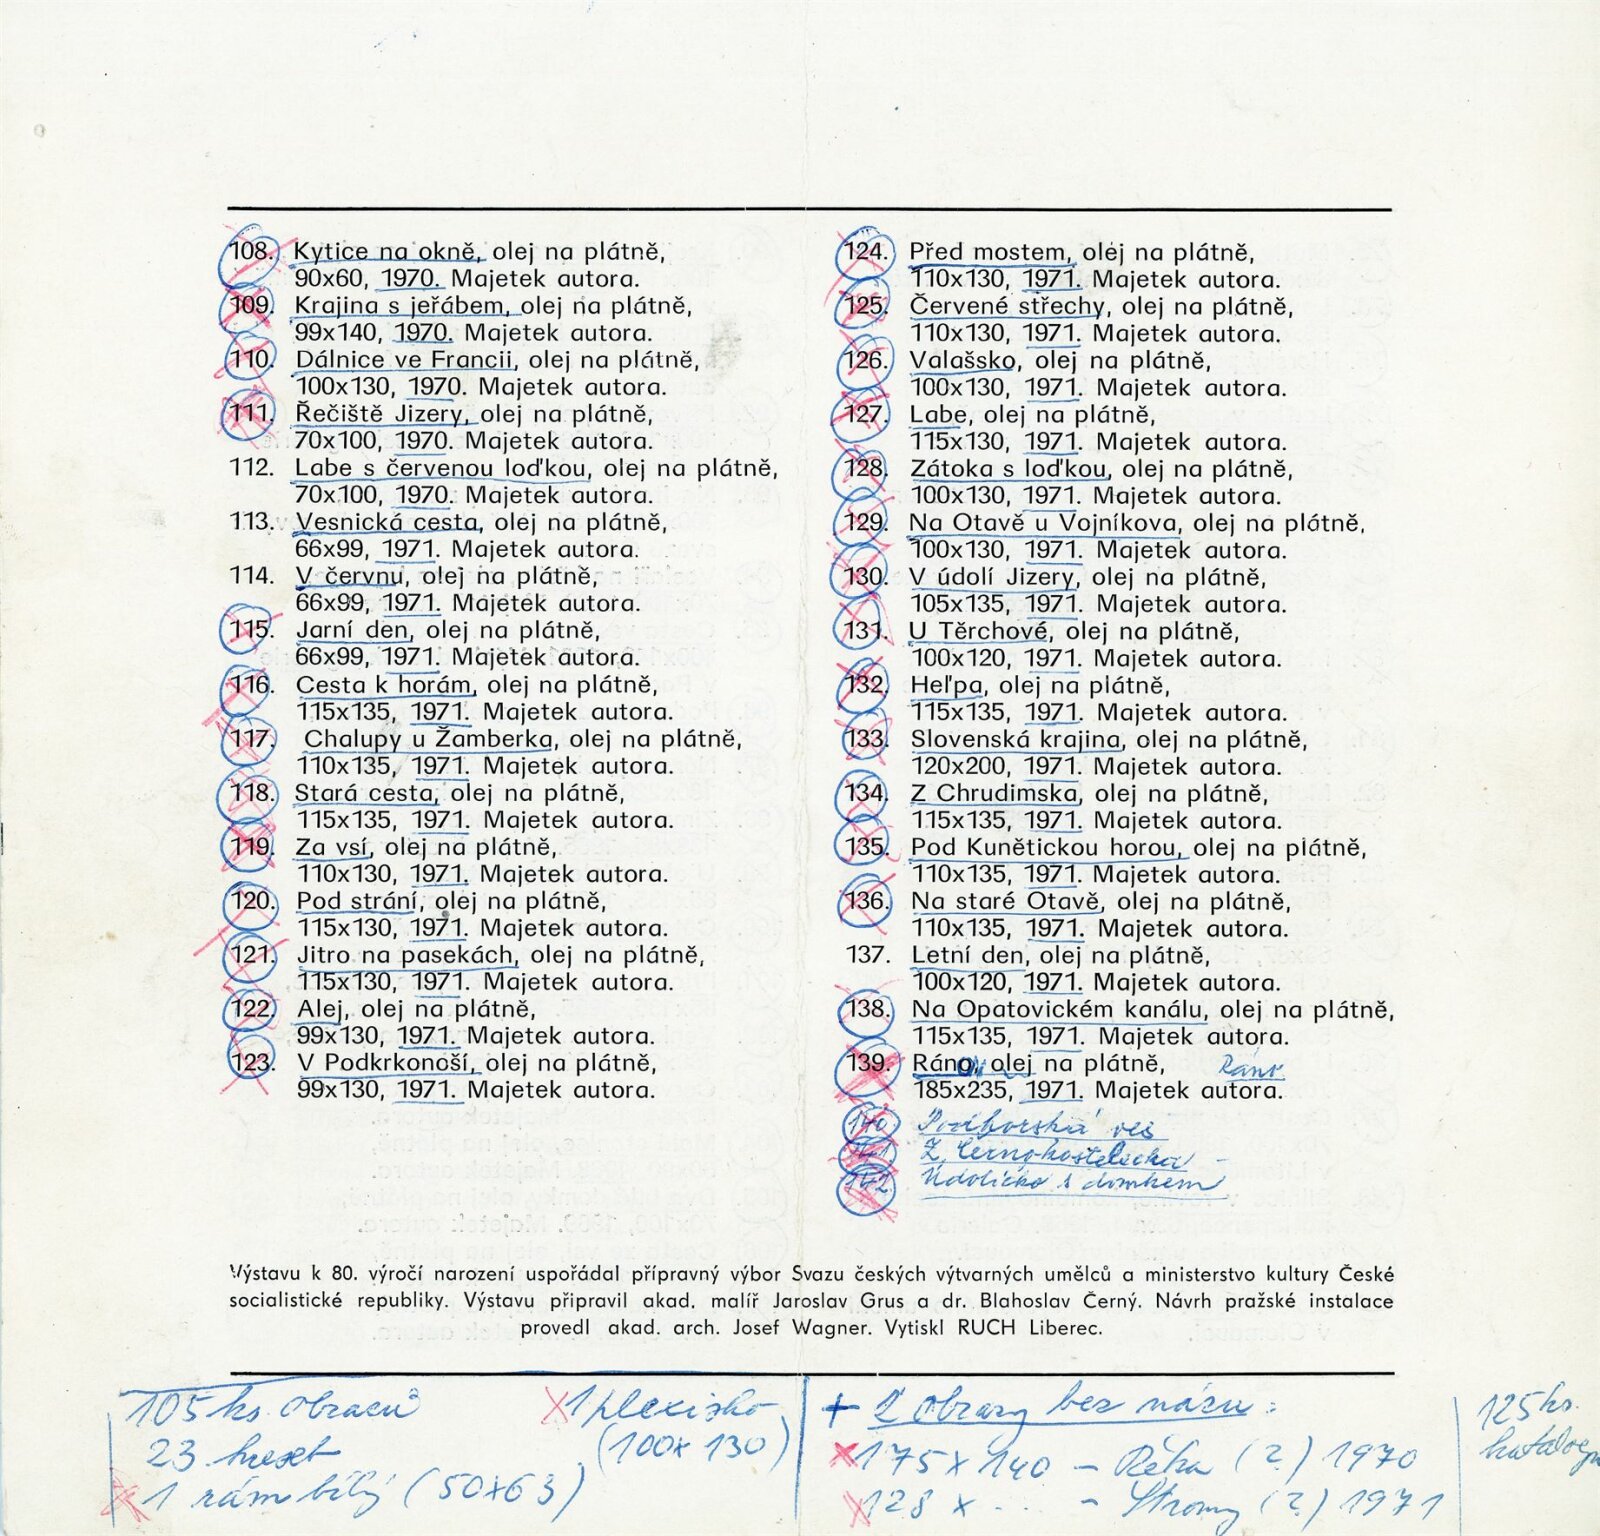 108. Kytice na okně, olej na plátně,
90x60, 1970. Majetek autora.
109. Krajina s jeřábem, olej na plátně,
99x140, 1970. Majetek autora.
110. Dálnice ve Francii, olej na plátně,
100x130, 1970. Majetek autora.
111. Řečiště Jizery, olej na plátně,
70x100, 1970. Majetek autora.
112. Labe s červenou loďkou, olej na plátně,
70x100, 1970. Majetek autora.
113. Vesnická cesta, olej na plátně,
66x99, 1971. Majetek autora.
114. V červnu, olej na plátně,
66x99, 1971. Majetek autora.
115. Jarní den, olej na plátně,
66x99, 1971. Majetek autora.
116. Cesta k horám, olej na plátně,
115x135, 1971. Majetek autora.
117. Chalupy u Žamberka, olej na plátně,
110x135, 1971. Majetek autora.
118. Stará cesta, olej na plátně,
115x135, 1971. Majetek autora.
119. Za vsí, olej na plátně,
110x130, 1971. Majetek autora.
120. Pod strání, olej na plátně,
115x130, 1971. Majetek autora.
121. Jitro na pasekách, olej na plátně,
115x130, 1971. Majetek autora.
122. Alej, olej na plátně,
99x130, 1971. Majetek autora.
123. V Podkrkonoší, olej na plátně,
99x130, 1971. Majetek autora.
124. Před mostem, olej na plátně,
110x130, 1971. Majetek autora.
125. Červené střechy, olej na plátně,
110x130, 1971. Majetek autora.
126. Valašsko, olej na plátně,
100x130, 1971. Majetek autora.
127. Labe, olej na plátně,
115x130, 1971. Majetek autora.
128. Zátoka s loďkou, olej na plátně,
100x130, 1971. Majetek autora.
129. Na Otavě u Vojníkova, olej na plátně,
100x130, 1971. Majetek autora.
130. V údolí Jizery, olej na plátně,
105x135, 1971. Majetek autora.
131. U Těrchové, olej na plátně,
100x120, 1971. Majetek autora.
132. Heľpa, olej na plátně,
115x135, 1971. Majetek autora.
133. Slovenská krajina, olej na plátně,
120x200, 1971. Majetek autora.
134. Z Chrudimska, olej na plátně,
115x135, 1971. Majetek autora.
135. Pod Kunětickou horou, olej na plátně,
110x135, 1971. Majetek autora.
136. Na staré Otavě, olej na plátně,
110x135, 1971. Majetek autora.
137. Letní den, olej na plátně,
100x120, 1971. Majetek autora.
138. Na Opatovickém kanálu, olej na plátně,
115x135, 1971. Majetek autora.
139. Ráno, olej na plátně, Ráno
185x235, 1971. Majetek autora.
140. Podhorská ves
141. Z Černokostelecka -
142. Údolíčko s domkem
Výstavu k 80. výročí narození uspořádal přípravný výbor Svazu českých výtvarných umělců a ministerstvo kultury České
socialistické republiky. Výstavu připravil akad. malíř Jaroslav Grus a dr. Blahoslav Černý. Návrh pražské instalace
provedl akad. arch. Josef Wagner. Vytiskl RUCH Liberec.
105 ks obrazů
23 kreseb
1 rám bílý (50x63)
1 plexisklo
(100x130)
+ 2 obrazy bez názvu:
175 x 140 - Řeka (?) 1970
128 x ... - Stromy (?) 1971
125 ks.
katalogů